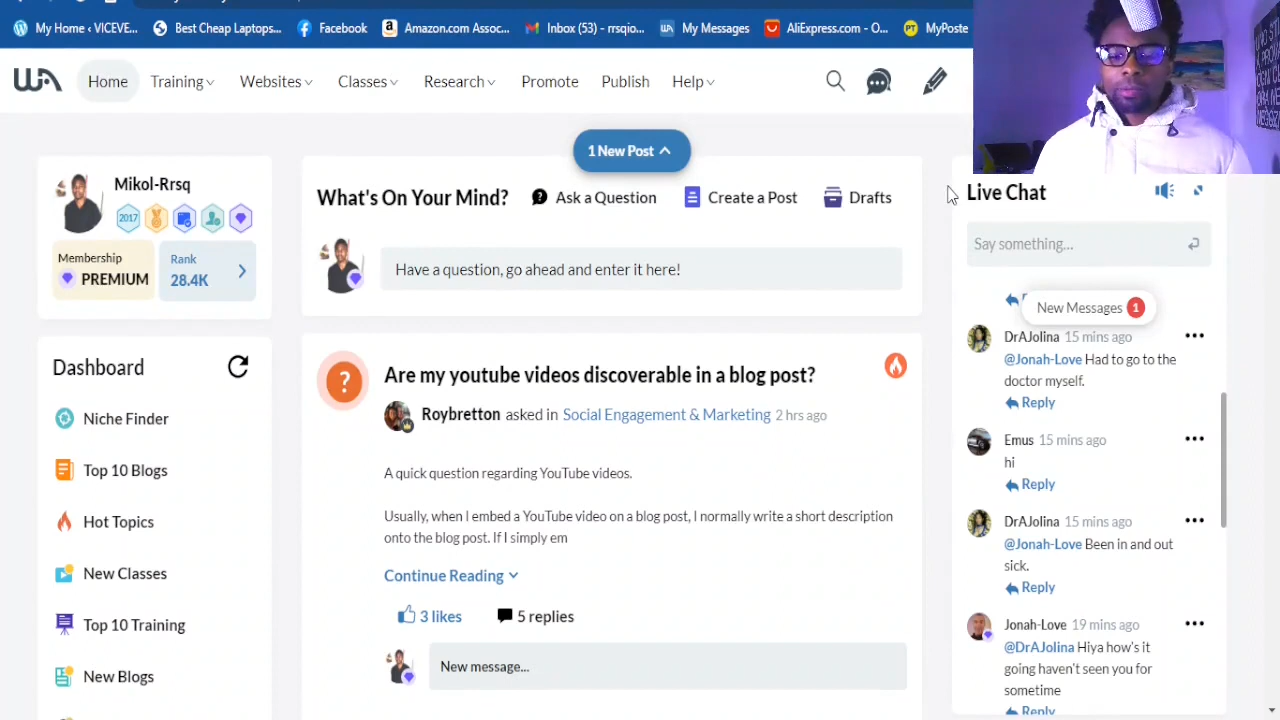 My Home ‹ VICEVE...
Best Cheap Laptops...
Facebook
Amazon.com Assoc...
Inbox (53) - rrsqio...
My Messages
AliExpress.com - O...
MyPoste
WA
Home
Training
Websites
Classes
Research
Promote
Publish
Help
1 New Post
Mikol-Rrsq
2017
Membership
PREMIUM
Rank
28.4K
Dashboard
Niche Finder
Top 10 Blogs
Hot Topics
New Classes
Top 10 Training
New Blogs
What's On Your Mind?
Ask a Question
Create a Post
Drafts
Have a question, go ahead and enter it here!
Are my youtube videos discoverable in a blog post?
Roybretton asked in Social Engagement & Marketing 2 hrs ago
A quick question regarding YouTube videos.
Usually, when I embed a YouTube video on a blog post, I normally write a short description
onto the blog post. If I simply em
Continue Reading
3 likes
5 replies
New message...
Live Chat
Say something...
New Messages 1
DrAJolina 15 mins ago
@Jonah-Love Had to go to the
doctor myself.
Reply
Emus 15 mins ago
hi
Reply
DrAJolina 15 mins ago
@Jonah-Love Been in and out
sick.
Reply
Jonah-Love 19 mins ago
@DrAJolina Hiya how's it
going haven't seen you for
sometime
Reply